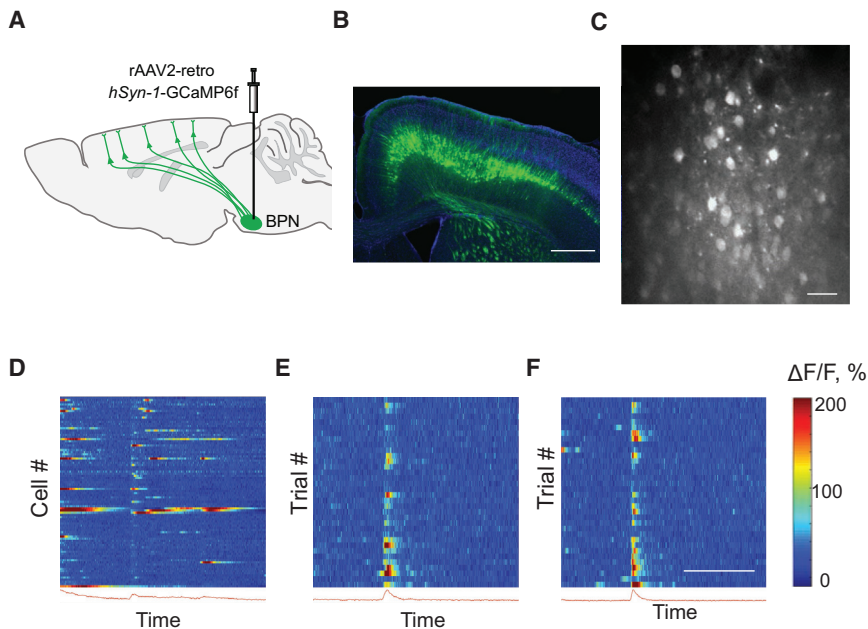 A
rAAV2-retro
hSyn-1-GCaMP6f
BPN
B
C
D
Cell #
Time
E
Trial #
Time
F
Trial #
Time
ΔF/F, %
200
100
0